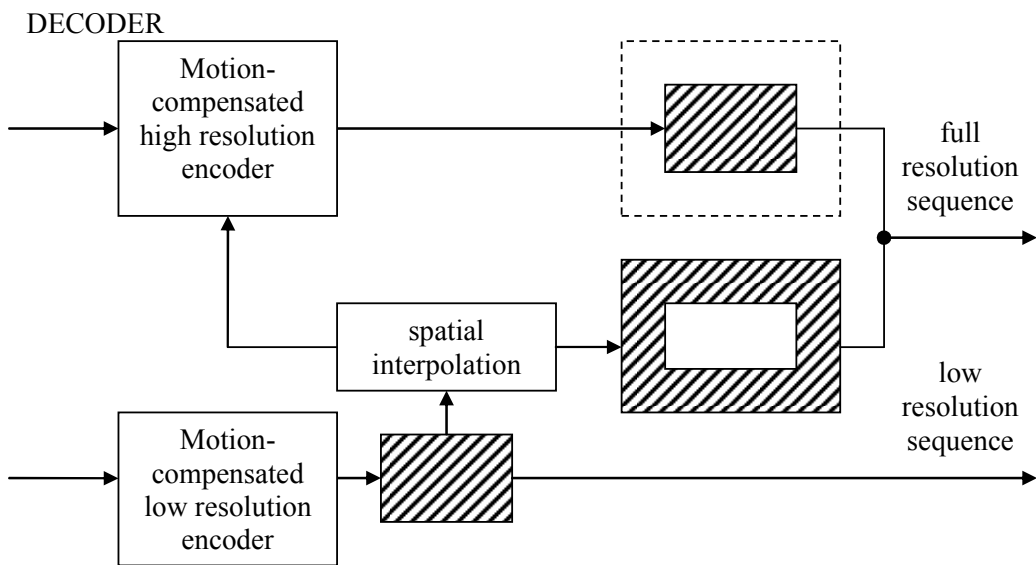 DECODER
Motion-
compensated
high resolution
encoder
full
resolution
sequence
spatial
interpolation
low
resolution
sequence
Motion-
compensated
low resolution
encoder